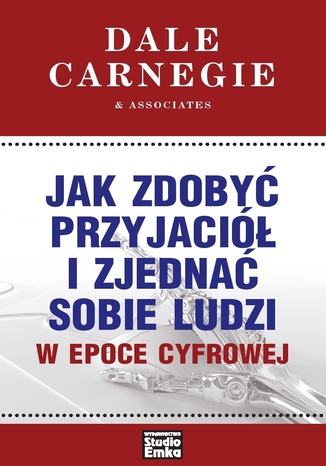 DALE
CARNEGIE
& ASSOCIATES
JAK ZDOBYĆ
PRZYJACIÓŁ
I ZJEDNAĆ
SOBIE LUDZI
W EPOCE CYFROWEJ
WYDAWNICTWO
Studio
Emka